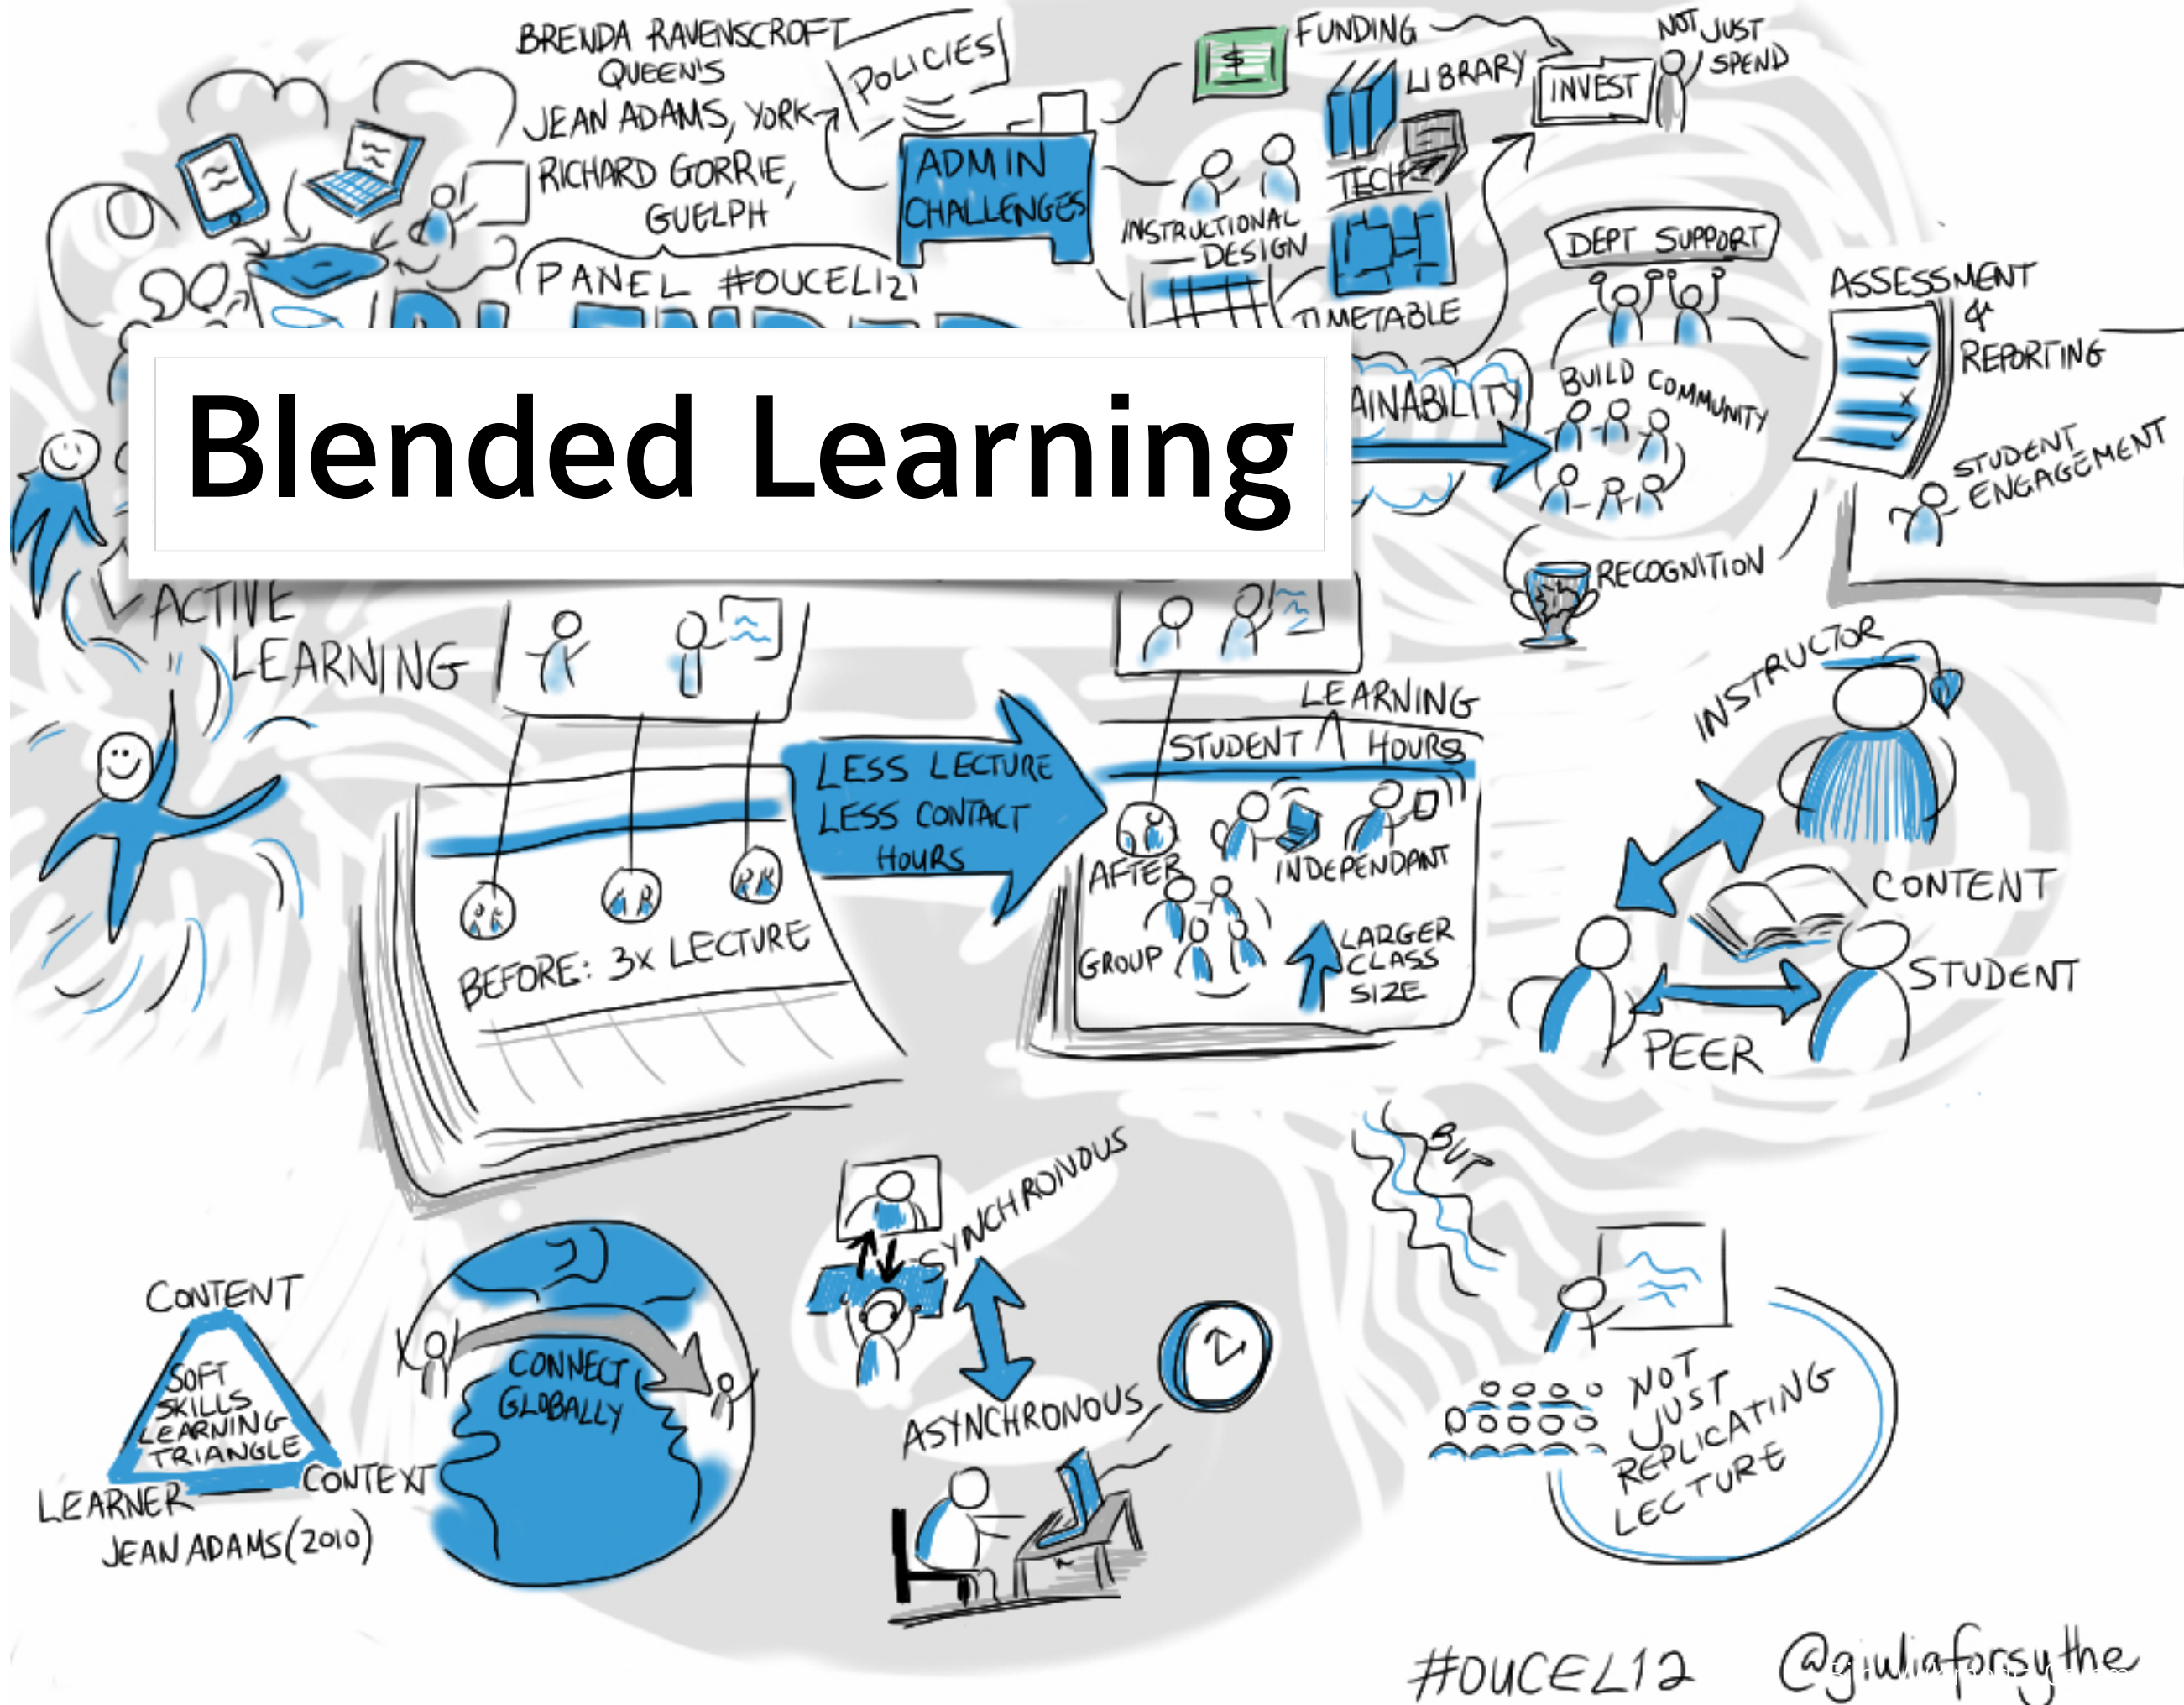 BRENDA RAVENSCROFT
QUEEN'S
JEAN ADAMS, YORK
RICHARD GORRIE,
GUELPH
PANEL #OUCEL12
POLICIES
ADMIN
CHALLENGES
FUNDING
LIBRARY
TECH
INSTRUCTIONAL
DESIGN
TIMETABLE
INVEST
NOT JUST
SPEND
DEPT SUPPORT
BUILD COMMUNITY
ASSESSMENT
&
REPORTING
STUDENT
ENGAGEMENT
RECOGNITION
AINABILITY
Blended Learning
ACTIVE
LEARNING
BEFORE: 3x LECTURE
LESS LECTURE
LESS CONTACT
HOURS
LEARNING
STUDENT ^ HOURS
AFTER
INDEPENDANT
GROUP
LARGER
CLASS
SIZE
INSTRUCTOR
CONTENT
STUDENT
PEER
CONTENT
SOFT
SKILLS
LEARNING
TRIANGLE
LEARNER
CONTEXT
JEAN ADAMS (2010)
CONNECT
GLOBALLY
SYNCHRONOUS
ASYNCHRONOUS
BUT
NOT
JUST
REPLICATING
LECTURE
#OUCEL12
@giuliaforsythe